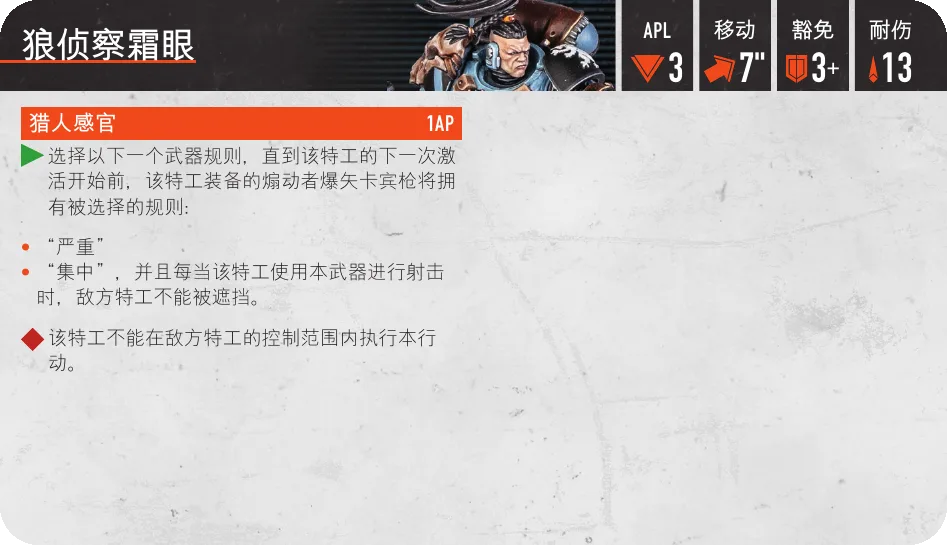 狼侦察霜眼
APL
3
移动
7"
豁免
3+
耐伤
13
猎人感官 1AP
选择以下一个武器规则，直到该特工的下一次激
活开始前，该特工装备的煽动者爆矢卡宾枪将拥
有被选择的规则:
• “严重”
• “集中”，并且每当该特工使用本武器进行射击
时，敌方特工不能被遮挡。
该特工不能在敌方特工的控制范围内执行本行
动。